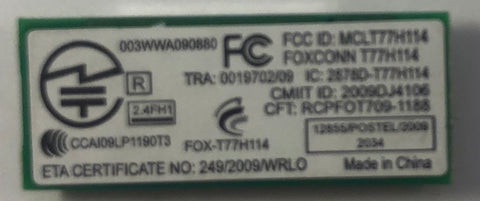 003WWA090880
FCC ID: MCLT77H114
FOXCONN T77H114
TRA: 0019702/09 IC: 2878D-T77H114
R
CMIIT ID: 2009DJ4106
2.4FH1
CFT: RCPFOT709-1188
12855/POSTEL/2009
2034
CCAI09LP1190T3
FOX-T77H114
ETA CERTIFICATE NO: 249/2009/WRLO
Made in China